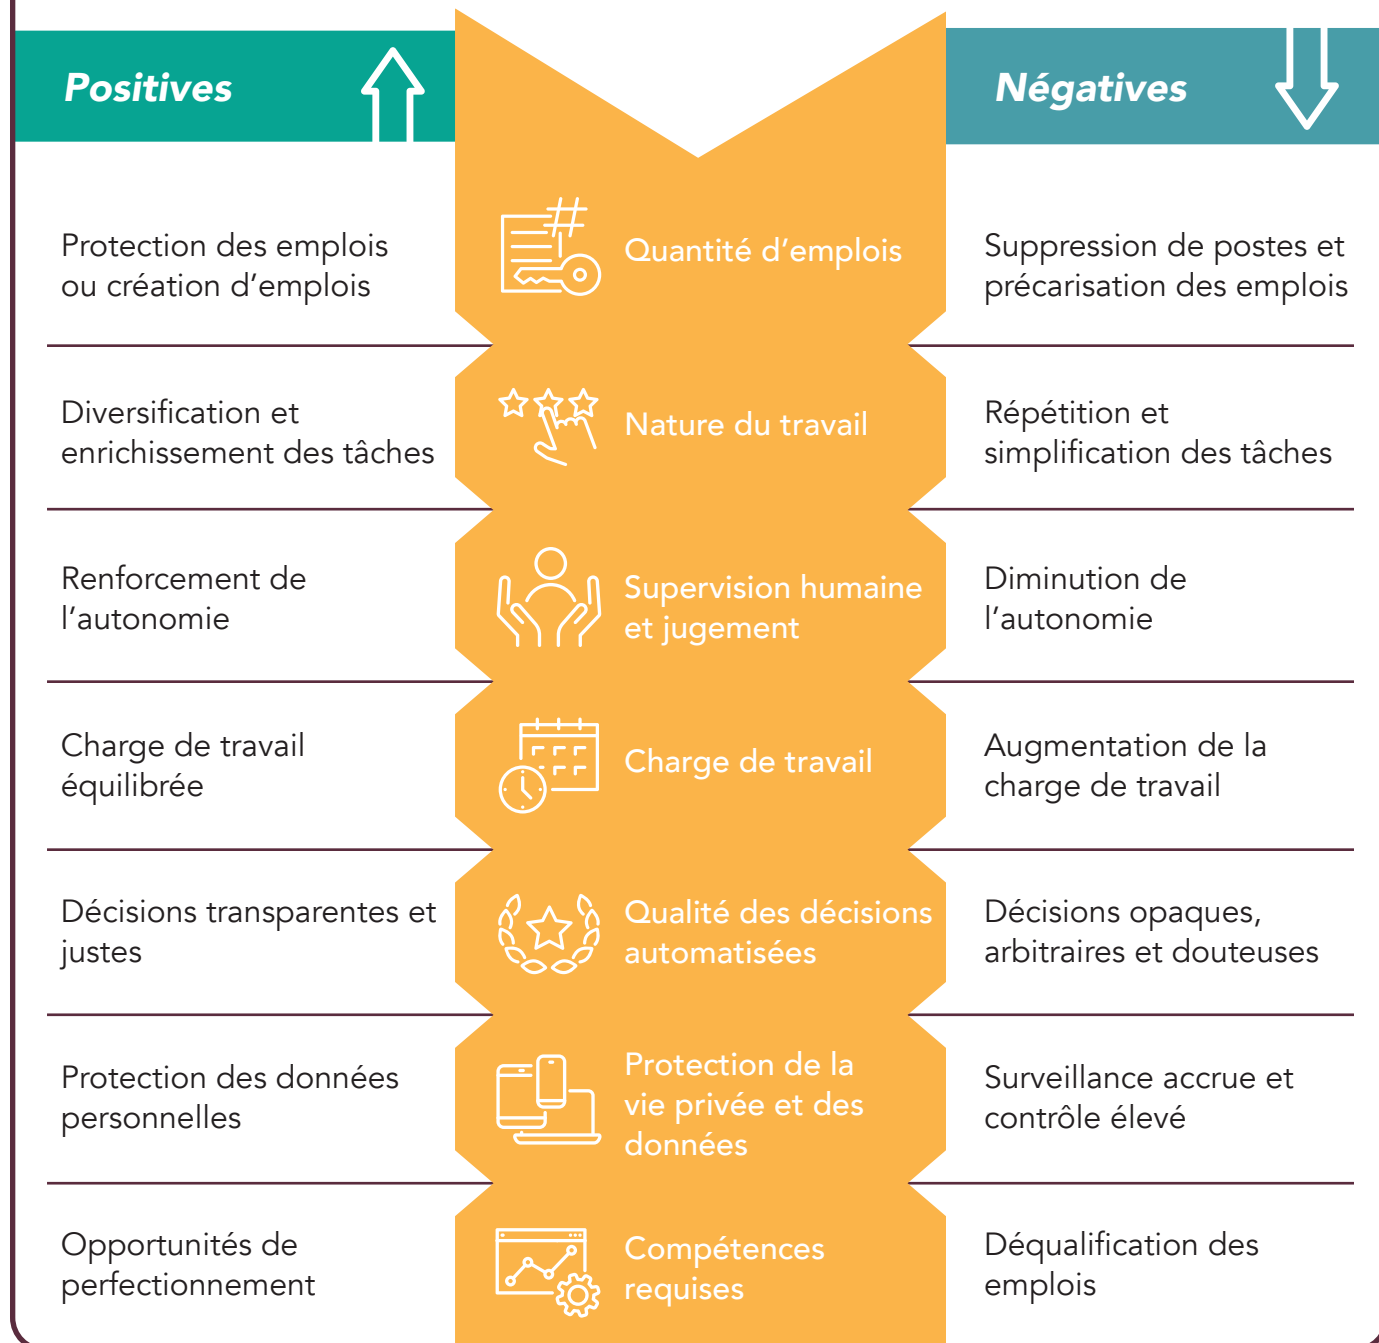 Positives
Négatives
Protection des emplois
ou création d'emplois
Quantité d'emplois
Suppression de postes et
précarisation des emplois
Diversification et
enrichissement des tâches
Nature du travail
Répétition et
simplification des tâches
Renforcement de
l'autonomie
Supervision humaine
et jugement
Diminution de
l'autonomie
Charge de travail
équilibrée
Charge de travail
Augmentation de la
charge de travail
Décisions transparentes et
justes
Qualité des décisions
automatisées
Décisions opaques,
arbitraires et douteuses
Protection des données
personnelles
Protection de la
vie privée et des
données
Surveillance accrue et
contrôle élevé
Opportunités de
perfectionnement
Compétences
requises
Déqualification des
emplois